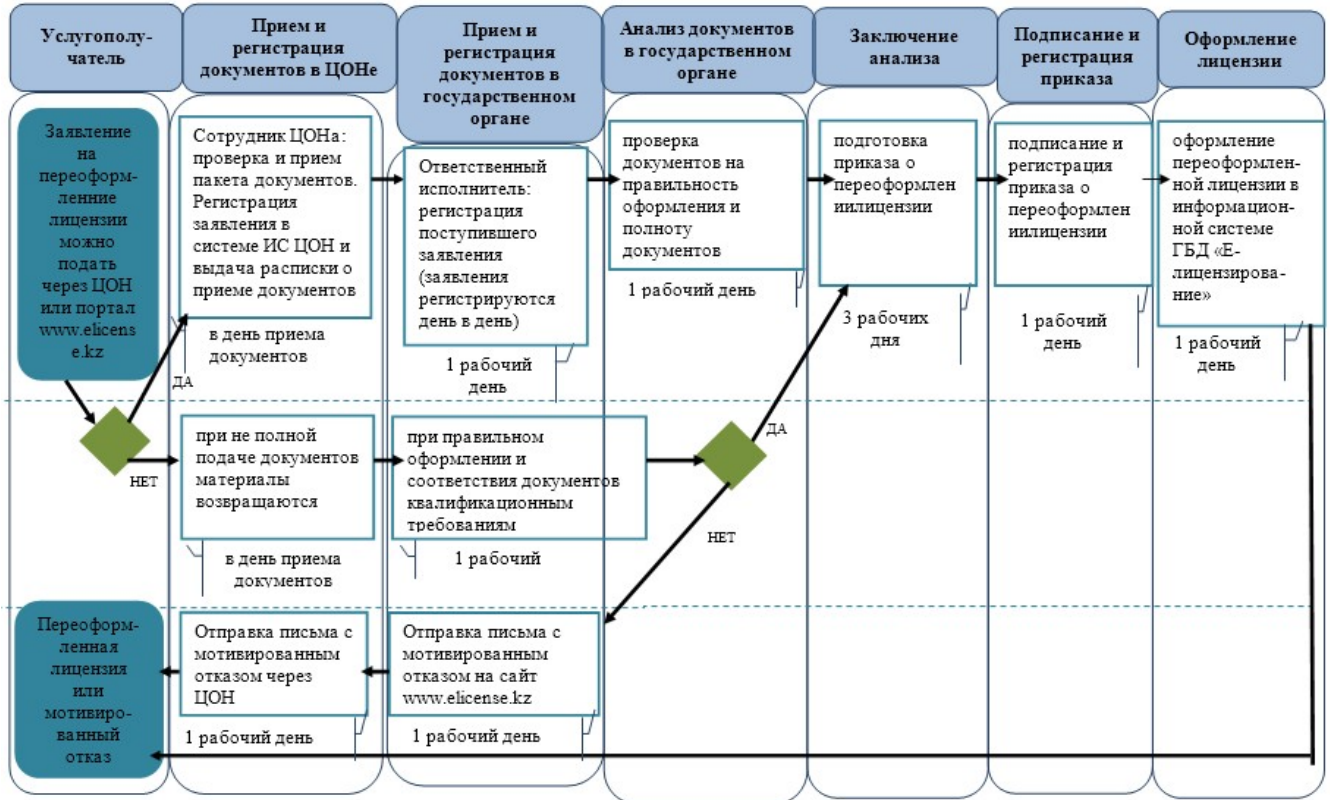 Услугополу-
чатель
Прием и
регистрация
документов в ЦОНе
Прием и
регистрация
документов в
государственном
органе
Анализ документов
в государственном
органе
Заключение
анализа
Подписание и
регистрация
приказа
Оформление
лицензии
Заявление
на
переоформ-
ленние
лицензии
можно
подать
через ЦОН
или портал
www.elicens
e.kz
Сотрудник ЦОНа:
проверка и прием
пакета документов.
Регистрация
заявления в
системе ИС ЦОН и
выдача расписки о
приеме документов
в день приема
документов
Ответственный
исполнитель:
регистрация
поступившего
заявления
(заявления
регистрируются
день в день)
1 рабочий
день
проверка
документов на
правильность
оформления и
полноту
документов
1 рабочий день
подготовка
приказа о
переоформлен
иилицензии
3 рабочих
дня
подписание и
регистрация
приказа о
переоформлен
иилицензии
1 рабочий
день
оформление
переоформлен-
ной лицензии в
информацион-
ной системе
ГБД «Е-
лицензирова-
ние»
1 рабочий
день
ДА
НЕТ
при не полной
подаче документов
материалы
возвращаются
в день приема
документов
при правильном
оформлении и
соответствия документов
квалификационным
требованиям
1 рабочий
ДА
НЕТ
Переоформ-
ленная
лицензия
или
мотивиро-
ванный
отказ
Отправка письма с
мотивированным
отказом через
ЦОН
1 рабочий день
Отправка письма с
мотивированным
отказом на сайт
www.elicense.kz
1 рабочий день